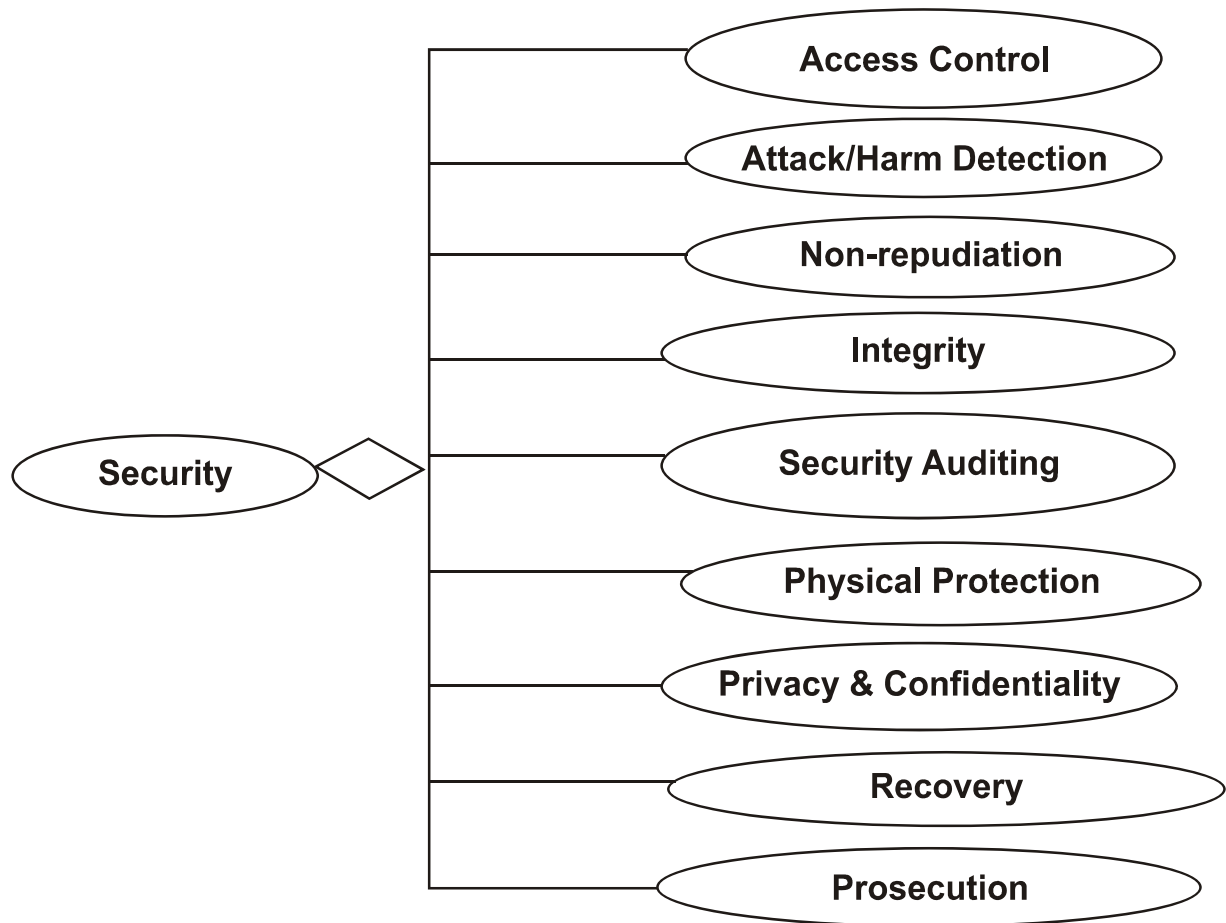 Access Control
Attack/Harm Detection
Non-repudiation
Integrity
Security
Security Auditing
Physical Protection
Privacy & Confidentiality
Recovery
Prosecution